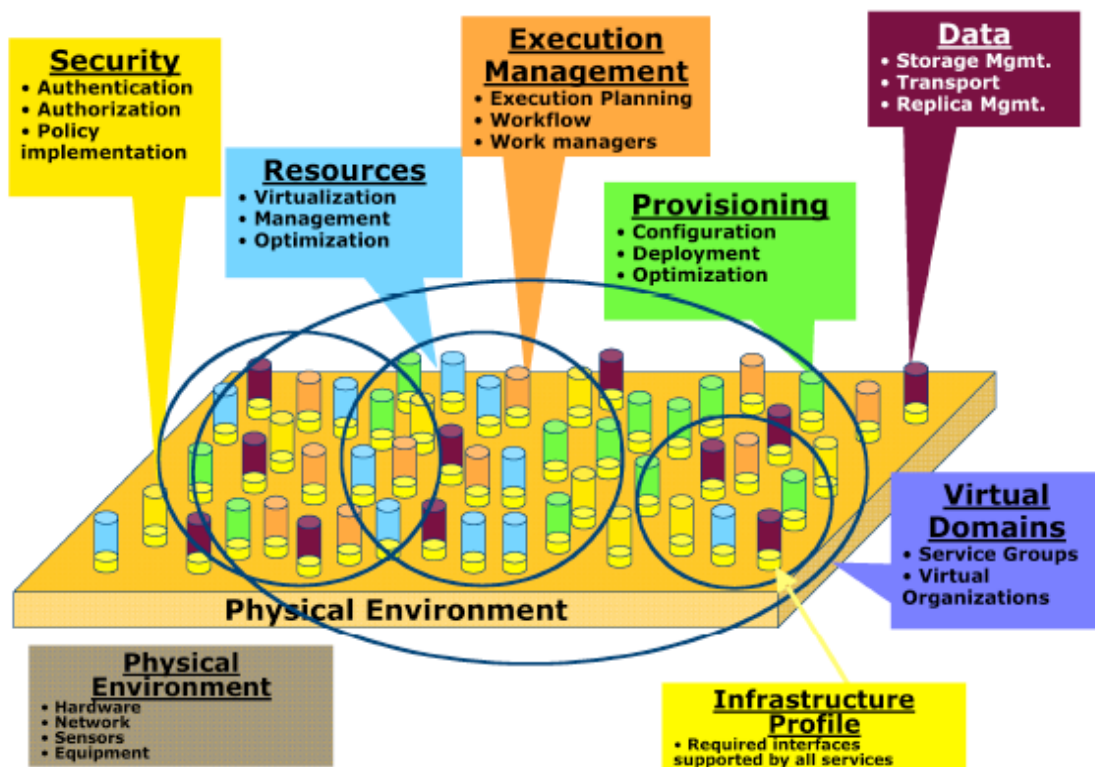 Security
• Authentication
• Authorization
• Policy
implementation
Execution
Management
• Execution Planning
• Workflow
• Work managers
Data
• Storage Mgmt.
• Transport
• Replica Mgmt.
Resources
• Virtualization
• Management
• Optimization
Provisioning
• Configuration
• Deployment
• Optimization
Virtual
Domains
• Service Groups
• Virtual
Organizations
Physical Environment
Physical
Environment
• Hardware
• Network
• Sensors
• Equipment
Infrastructure
Profile
• Required interfaces
supported by all services